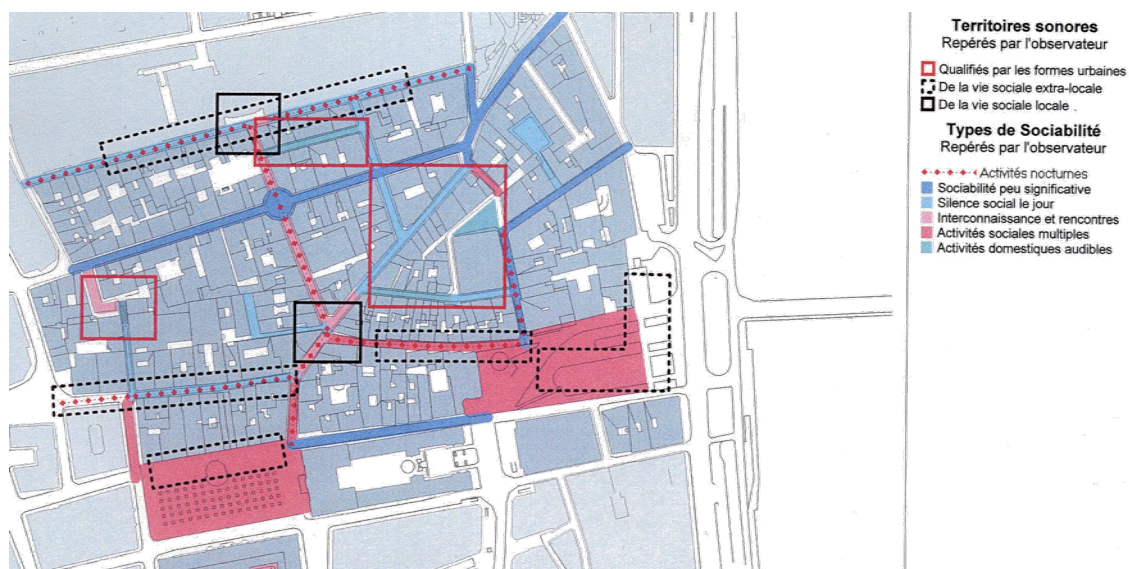 Territoires sonores
Repérés par l'observateur
Qualifiés par les formes urbaines
De la vie sociale extra-locale
De la vie sociale locale .
Types de Sociabilité
Repérés par l'observateur
Activités nocturnes
Sociabilité peu significative
Silence social le jour
Interconnaissance et rencontres
Activités sociales multiples
Activités domestiques audibles